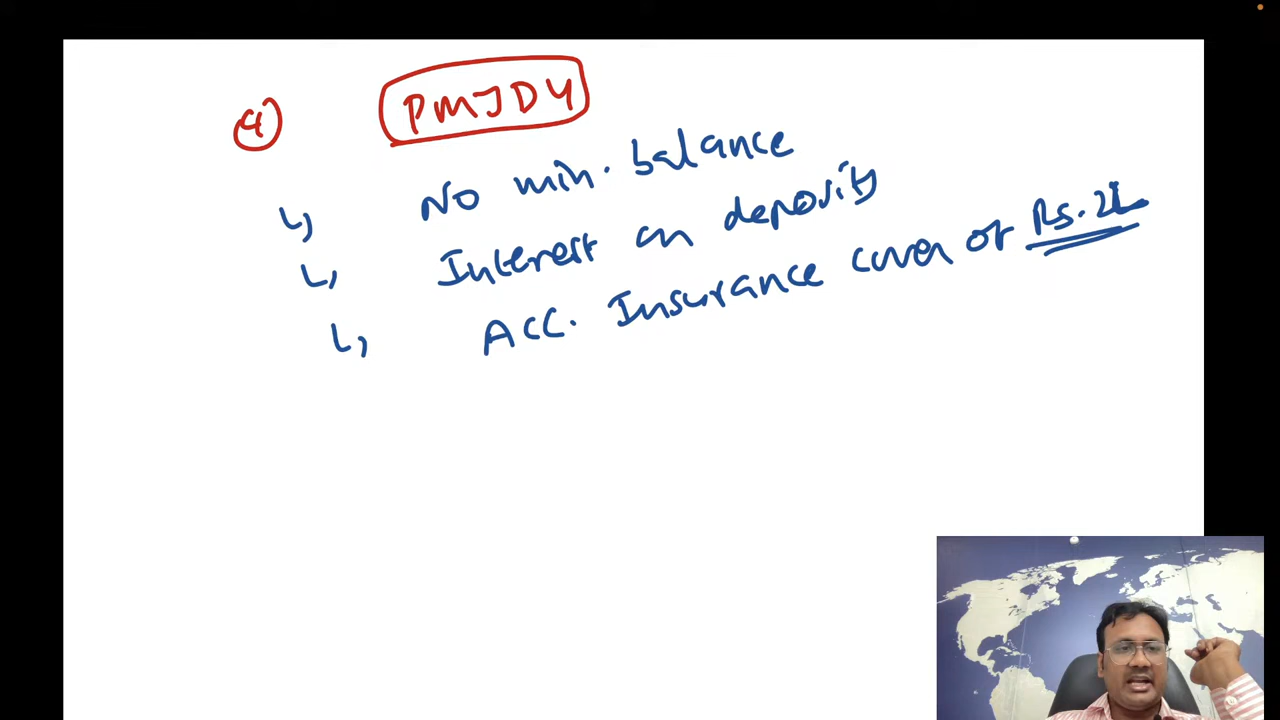 4 PMJDY
↳ No min. balance
↳ Interest on deposits
↳ Acc. Insurance cover of Rs. 2L